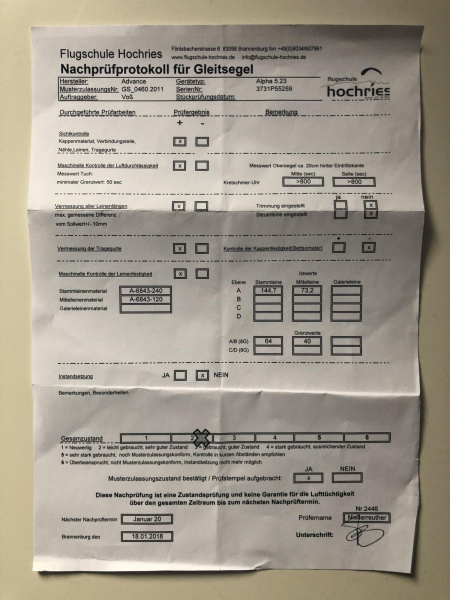 Flugschule Hochries
Flintsbacherstrasse 6 83098 Brannenburg fon +49(0)8034/607961
www.flugschule-hochries.de info@flugschule-hochries.de
Nachprüfprotokoll für Gleitsegel
Hersteller: Advance Gerätetyp: Alpha 5.23
MusterzulassungsNr. GS_0460.2011 SerienNr: 3731P55259
Auftraggeber: Voß Stückprüfungsdatum:
flugschule
hochries
Durchgeführte Prüfarbeiten Prüfergebnis Bemerkung
+ -
Sichtkontrolle
Kappenmaterial, Verbindungsteile, x
Nähte,Leinen, Tragegurte
Maschinelle Kontrolle der Luftdurchlässigkeit x Messwert Obersegel ca. 20cm hinter Eintrittskante
Messwert Tuch: Mitte (sec) Seite (sec)
minimaler Grenzwert: 50 sec Kretschmer-Uhr >800 >800
ja nein
Vermessung aller Leinenlängen x Trimmung eingestellt x
max. gemessene Differenz Steuerleine eingestellt x
vom Sollwert+/- 10mm
+ -
Vermessung der Tragegurte x Kontrolle der Kappenfestigkeit(Bettsometer) x
Maschinelle Kontrolle der Leinenfestigkeit x Istwerte
Ebene Stammleine Mittelleine Galerieleine
Stammleinenmaterial A-6843-240 A 144,7 73,2
Mittelleinenmaterial A-6843-120 B
Galerieleinenmaterial C
D
Grenzwerte
A/B (8G) 64 40
C/D (6G)
Instandsetzung JA x NEIN
Bemerkungen, Besonderheiten:
Gesamtzustand 1 2 3 4 5 6
1 = Neuwertig 2 = leicht gebraucht, sehr guter Zustand gebraucht, guter Zustand 4 = stark gebraucht, ausreichender Zustand
5 = sehr stark gebraucht, noch Musterzulassungskonform, Kontrolle in kurzen Abständen empfohlen
6 = Überbeansprucht, nicht Musterzulassungskonform, Instandsetzung nicht mehr möglich
JA NEIN
Musterzulassungszustand bestätigt / Prüfstempel aufgebracht: x
Diese Nachprüfung ist eine Zustandsprüfung und keine Garantie für die Lufttüchtigkeit
über den gesamten Zeitraum bis zum nächsten Nachprüftermin.
Nr.2446
Nächster Nachprüftermin Januar 20 Prüfername Niederreuther
Brannenburg den 18.01.2018 Unterschrift: